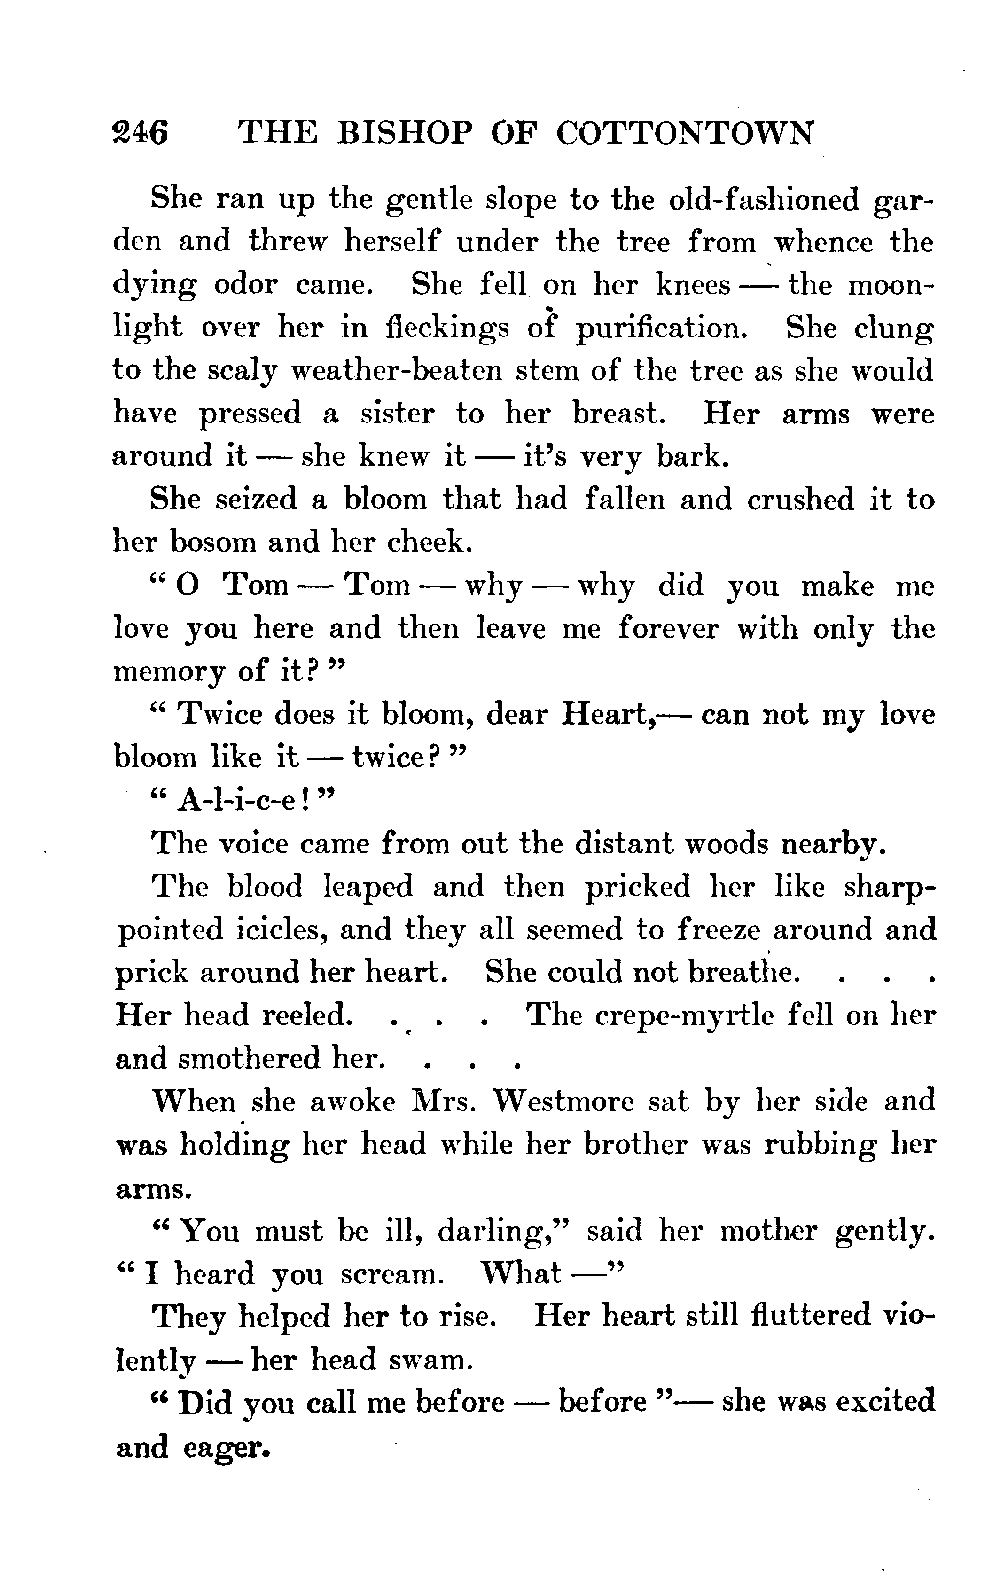 246 THE BISHOP OF COTTONTOWN
She ran up the gentle slope to the old-fashioned gar-
den and threw herself under the tree from whence the
dying odor came. She fell on her knees — the moon-
light over her in fleckings of purification. She clung
to the scaly weather-beaten stem of the tree as she would
have pressed a sister to her breast. Her arms were
around it — she knew it — it's very bark.
She seized a bloom that had fallen and crushed it to
her bosom and her cheek.
" O Tom — Tom — why — why did you make me
love you here and then leave me forever with only the
memory of it? "
" Twice does it bloom, dear Heart,— can not my love
bloom like it — twice? "
" A-l-i-c-e! "
The voice came from out the distant woods nearby.
The blood leaped and then pricked her like sharp-
pointed icicles, and they all seemed to freeze around and
prick around her heart. She could not breathe. . . .
Her head reeled. . . . The crepe-myrtle fell on her
and smothered her. . . .
When she awoke Mrs. Westmore sat by her side and
was holding her head while her brother was rubbing her
arms.
" You must be ill, darling," said her mother gently.
" I heard you scream. What —"
They helped her to rise. Her heart still fluttered vio-
lently — her head swam.
" Did you call me before — before "— she was excited
and eager.